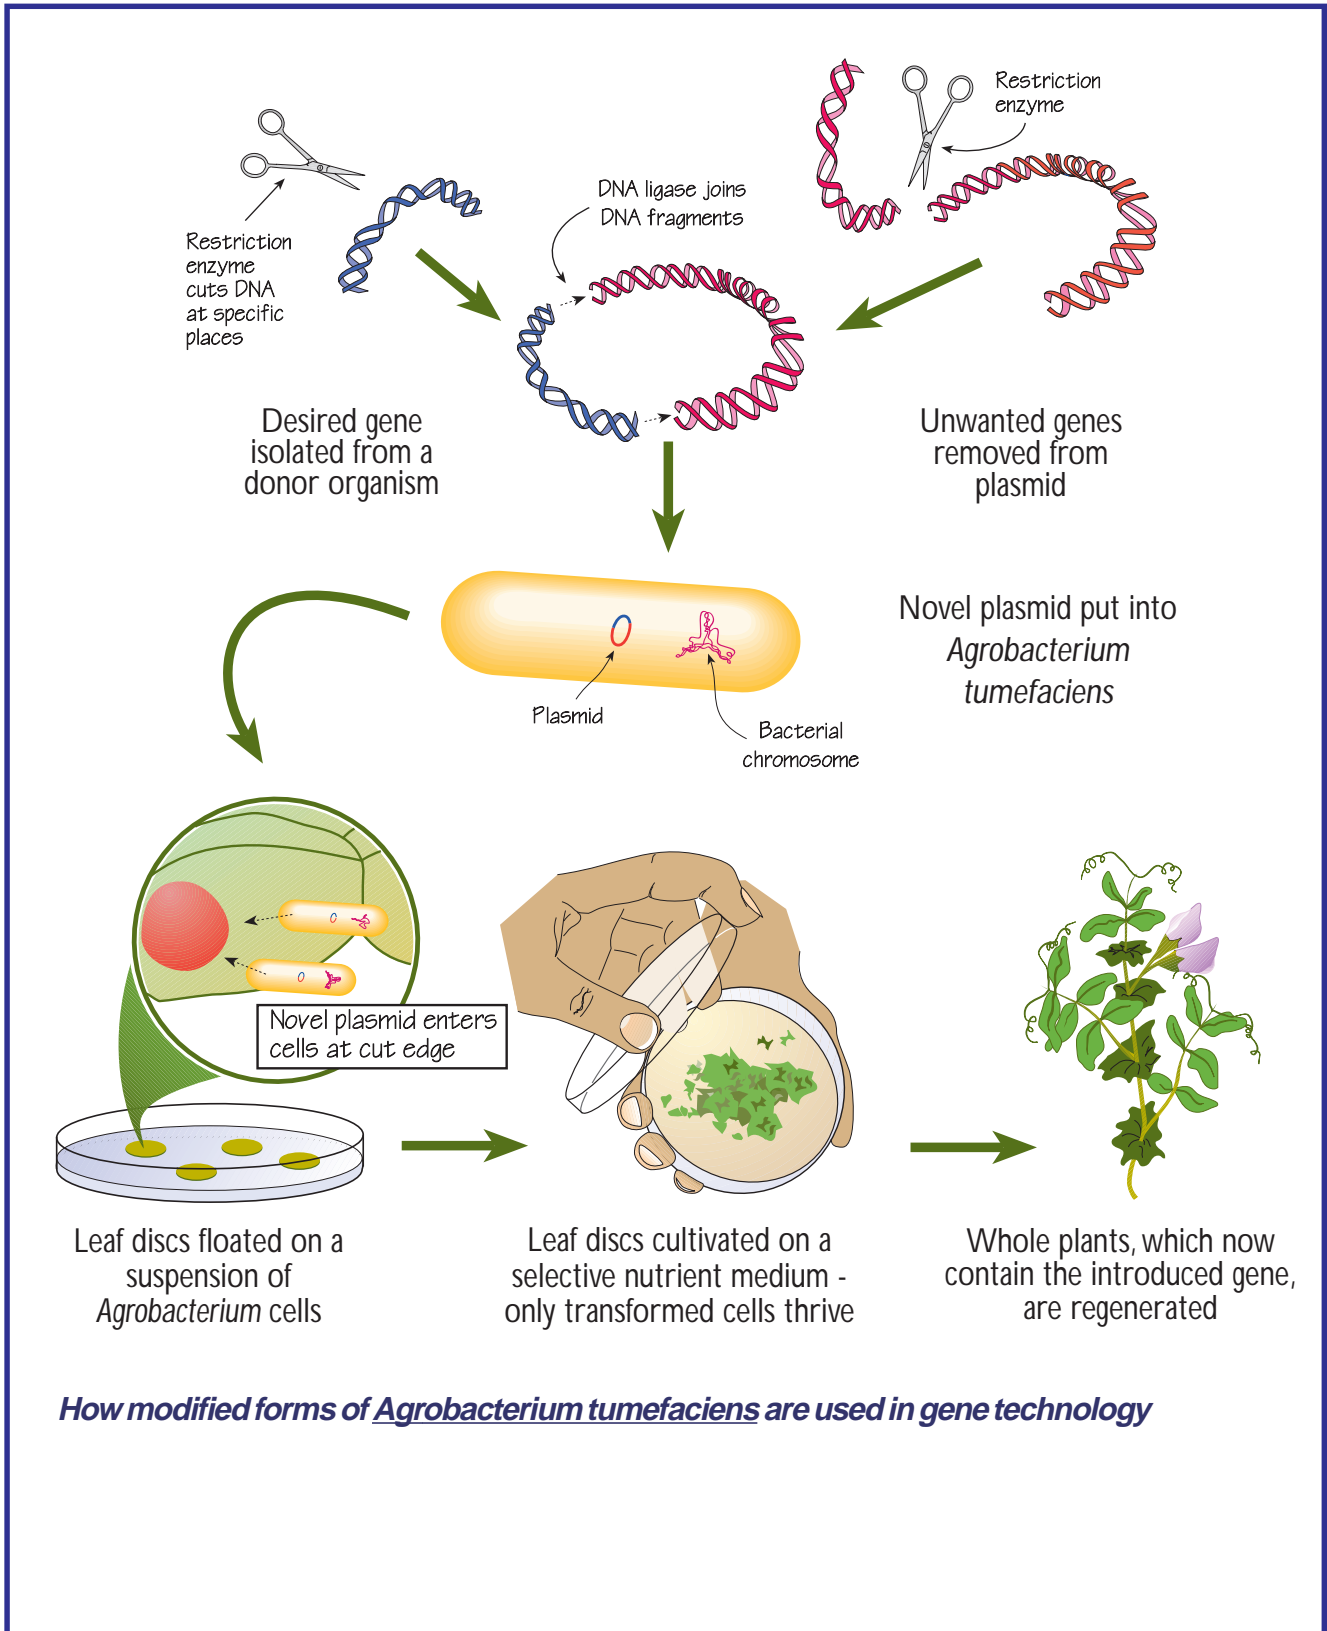 Restriction
enzyme
DNA ligase joins
DNA fragments
Restriction
enzyme
cuts DNA
at specific
places
Desired gene
isolated from a
donor organism
Unwanted genes
removed from
plasmid
Novel plasmid put into
Agrobacterium
tumefaciens
Plasmid
Bacterial
chromosome
Novel plasmid enters
cells at cut edge
Leaf discs floated on a
suspension of
Agrobacterium cells
Leaf discs cultivated on a
selective nutrient medium -
only transformed cells thrive
Whole plants, which now
contain the introduced gene,
are regenerated
How modified forms of Agrobacterium tumefaciens are used in gene technology